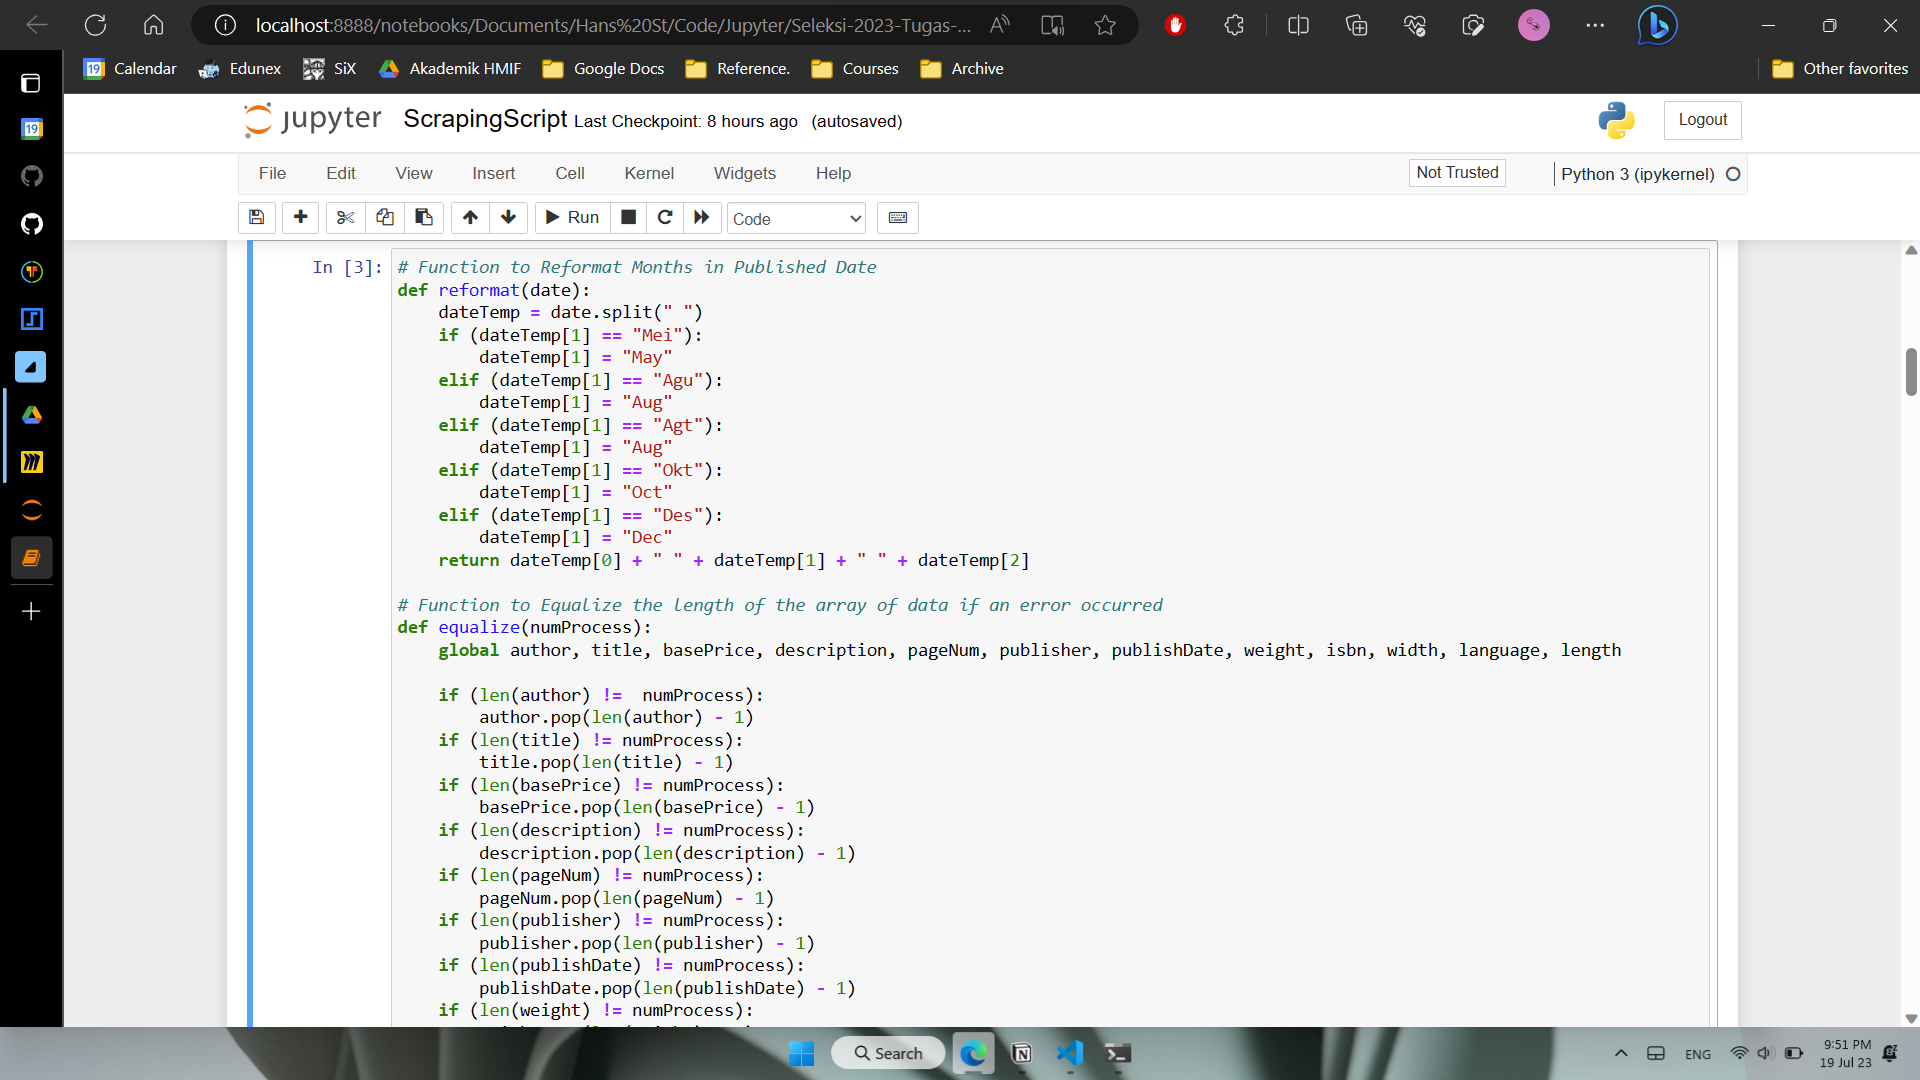 localhost:8888/notebooks/Documents/Hans%20St/Code/Jupyter/Seleksi-2023-Tugas-...
19 Calendar Edunex SiX Akademik HMIF Google Docs Reference. Courses Archive Other favorites
19
jupyter ScrapingScript Last Checkpoint: 8 hours ago (autosaved) Logout
File Edit View Insert Cell Kernel Widgets Help Not Trusted Python 3 (ipykernel)
Run Code
In [3]: # Function to Reformat Months in Published Date
def reformat(date):
    dateTemp = date.split(" ")
    if (dateTemp[1] == "Mei"):
        dateTemp[1] = "May"
    elif (dateTemp[1] == "Agu"):
        dateTemp[1] = "Aug"
    elif (dateTemp[1] == "Agt"):
        dateTemp[1] = "Aug"
    elif (dateTemp[1] == "Okt"):
        dateTemp[1] = "Oct"
    elif (dateTemp[1] == "Des"):
        dateTemp[1] = "Dec"
    return dateTemp[0] + " " + dateTemp[1] + " " + dateTemp[2]
# Function to Equalize the length of the array of data if an error occurred
def equalize(numProcess):
    global author, title, basePrice, description, pageNum, publisher, publishDate, weight, isbn, width, language, length
    if (len(author) !=  numProcess):
        author.pop(len(author) - 1)
    if (len(title) != numProcess):
        title.pop(len(title) - 1)
    if (len(basePrice) != numProcess):
        basePrice.pop(len(basePrice) - 1)
    if (len(description) != numProcess):
        description.pop(len(description) - 1)
    if (len(pageNum) != numProcess):
        pageNum.pop(len(pageNum) - 1)
    if (len(publisher) != numProcess):
        publisher.pop(len(publisher) - 1)
    if (len(publishDate) != numProcess):
        publishDate.pop(len(publishDate) - 1)
    if (len(weight) != numProcess):
Search ENG 9:51 PM
19 Jul 23